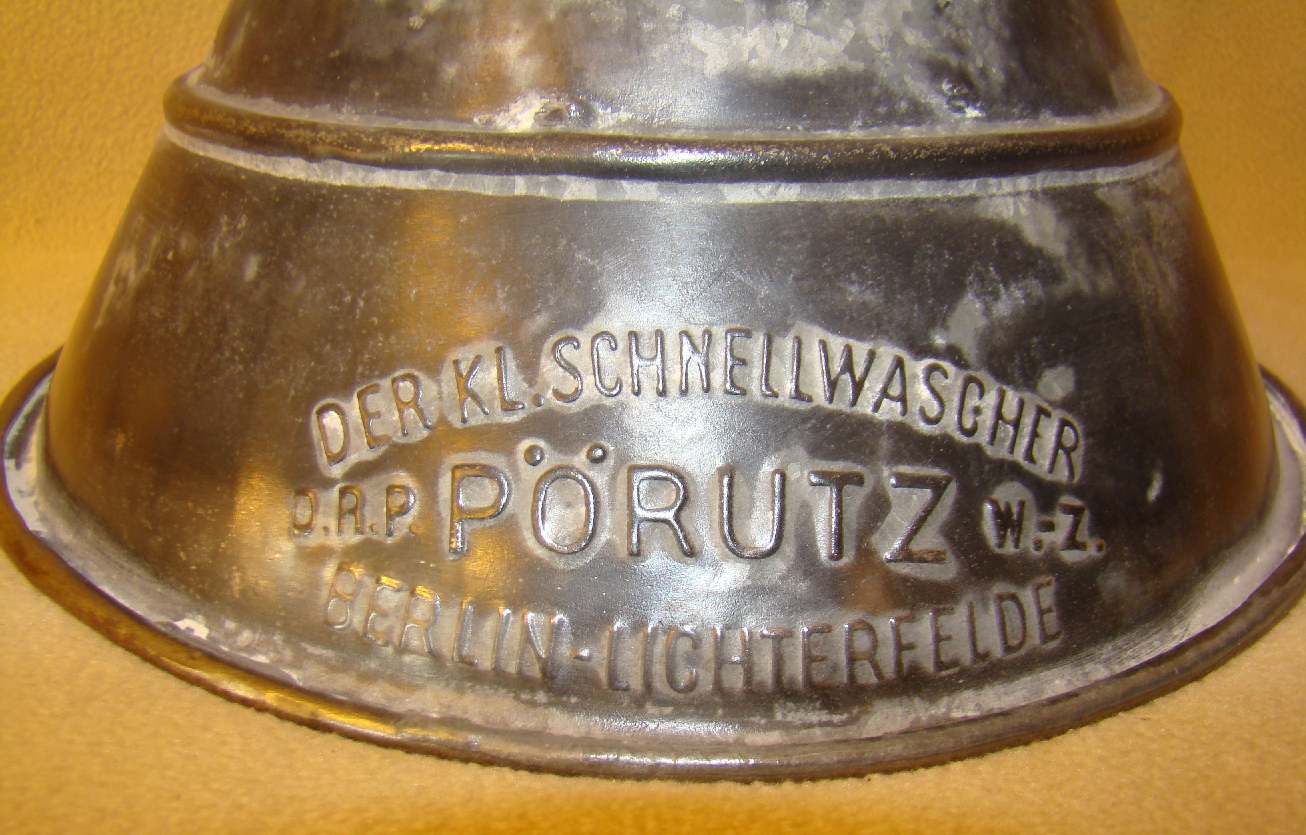 DER KL. SCHNELLWASCHER
D.R.P. PÖRUTZ W.-Z.
BERLIN-LICHTERFELDE